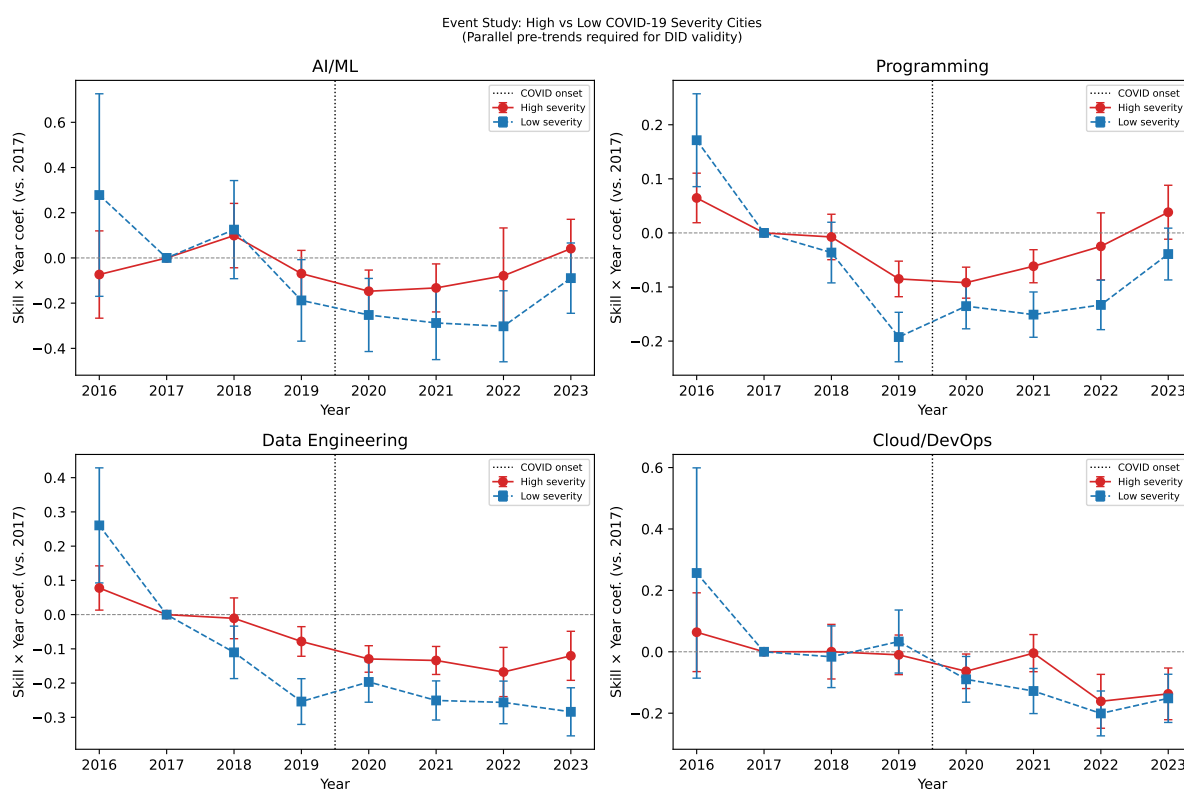 Event Study: High vs Low COVID-19 Severity Cities
(Parallel pre-trends required for DID validity)
AI/ML
COVID onset
High severity
Low severity
Skill × Year coef. (vs. 2017)
0.6
0.4
0.2
0.0
−0.2
−0.4
2016 2017 2018 2019 2020 2021 2022 2023
Year
Programming
COVID onset
High severity
Low severity
Skill × Year coef. (vs. 2017)
0.2
0.1
0.0
−0.1
−0.2
2016 2017 2018 2019 2020 2021 2022 2023
Year
Data Engineering
COVID onset
High severity
Low severity
Skill × Year coef. (vs. 2017)
0.4
0.3
0.2
0.1
0.0
−0.1
−0.2
−0.3
2016 2017 2018 2019 2020 2021 2022 2023
Year
Cloud/DevOps
COVID onset
High severity
Low severity
Skill × Year coef. (vs. 2017)
0.6
0.4
0.2
0.0
−0.2
2016 2017 2018 2019 2020 2021 2022 2023
Year